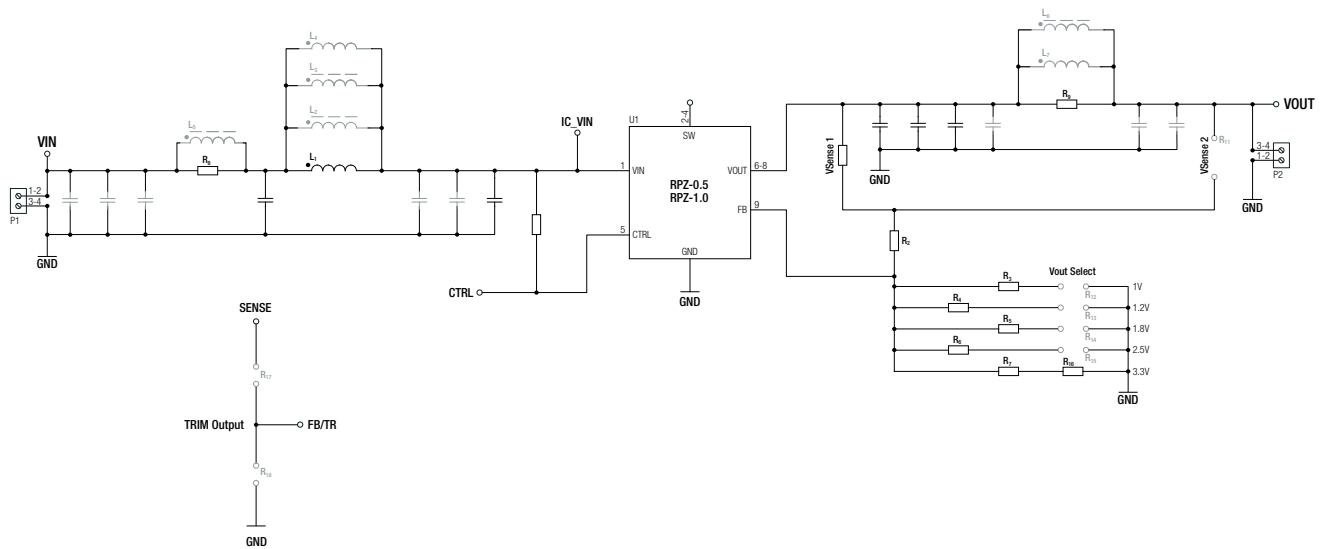 L₆
L₇
R₉
L₄
L₃
L₂
L₁
L₅
R₈
VIN
IC_VIN
U1
2-4
SW
1
VIN
VOUT
6-8
RPZ-0.5
RPZ-1.0
FB
9
5
CTRL
GND
GND
CTRL
P1
1-2
3-4
GND
VSense 1
GND
VSense 2
R₁₁
VOUT
3-4
1-2
P2
GND
R₂
Vout Select
R₃
R₁₂
1V
R₄
R₁₃
1.2V
R₅
R₁₄
1.8V
R₆
R₁₅
2.5V
R₇
R₁₆
3.3V
GND
SENSE
R₁₇
TRIM Output
FB/TR
R₁₈
GND